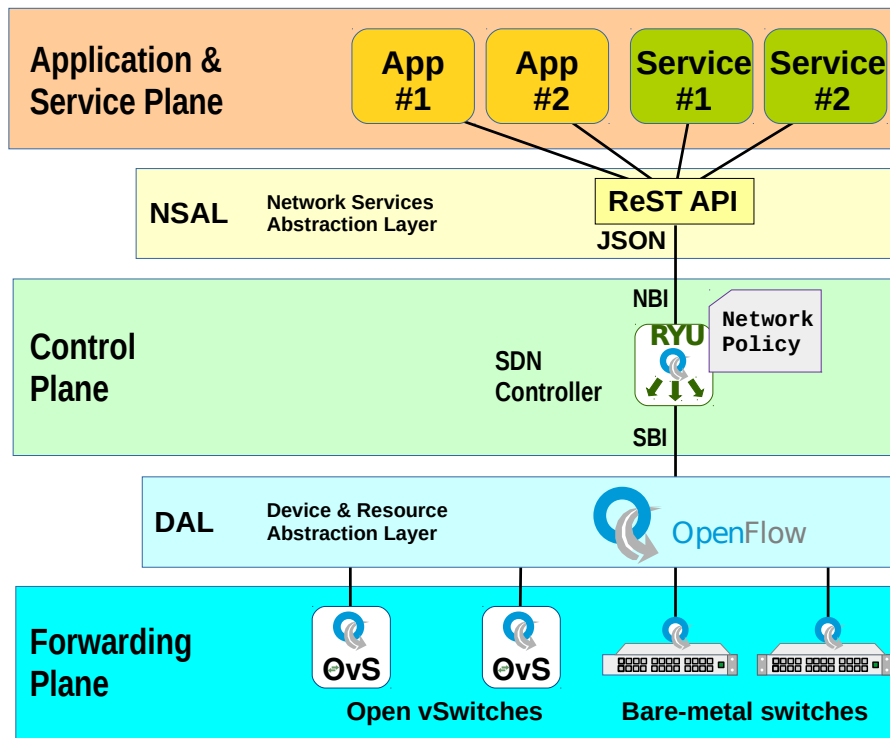 Application &
Service Plane
App
#1
App
#2
Service
#1
Service
#2
NSAL
Network Services
Abstraction Layer
ReST API
JSON
Control
Plane
NBI
RYU
Network
Policy
SDN
Controller
SBI
DAL
Device & Resource
Abstraction Layer
OpenFlow
Forwarding
Plane
OvS
OvS
Open vSwitches
Bare-metal switches